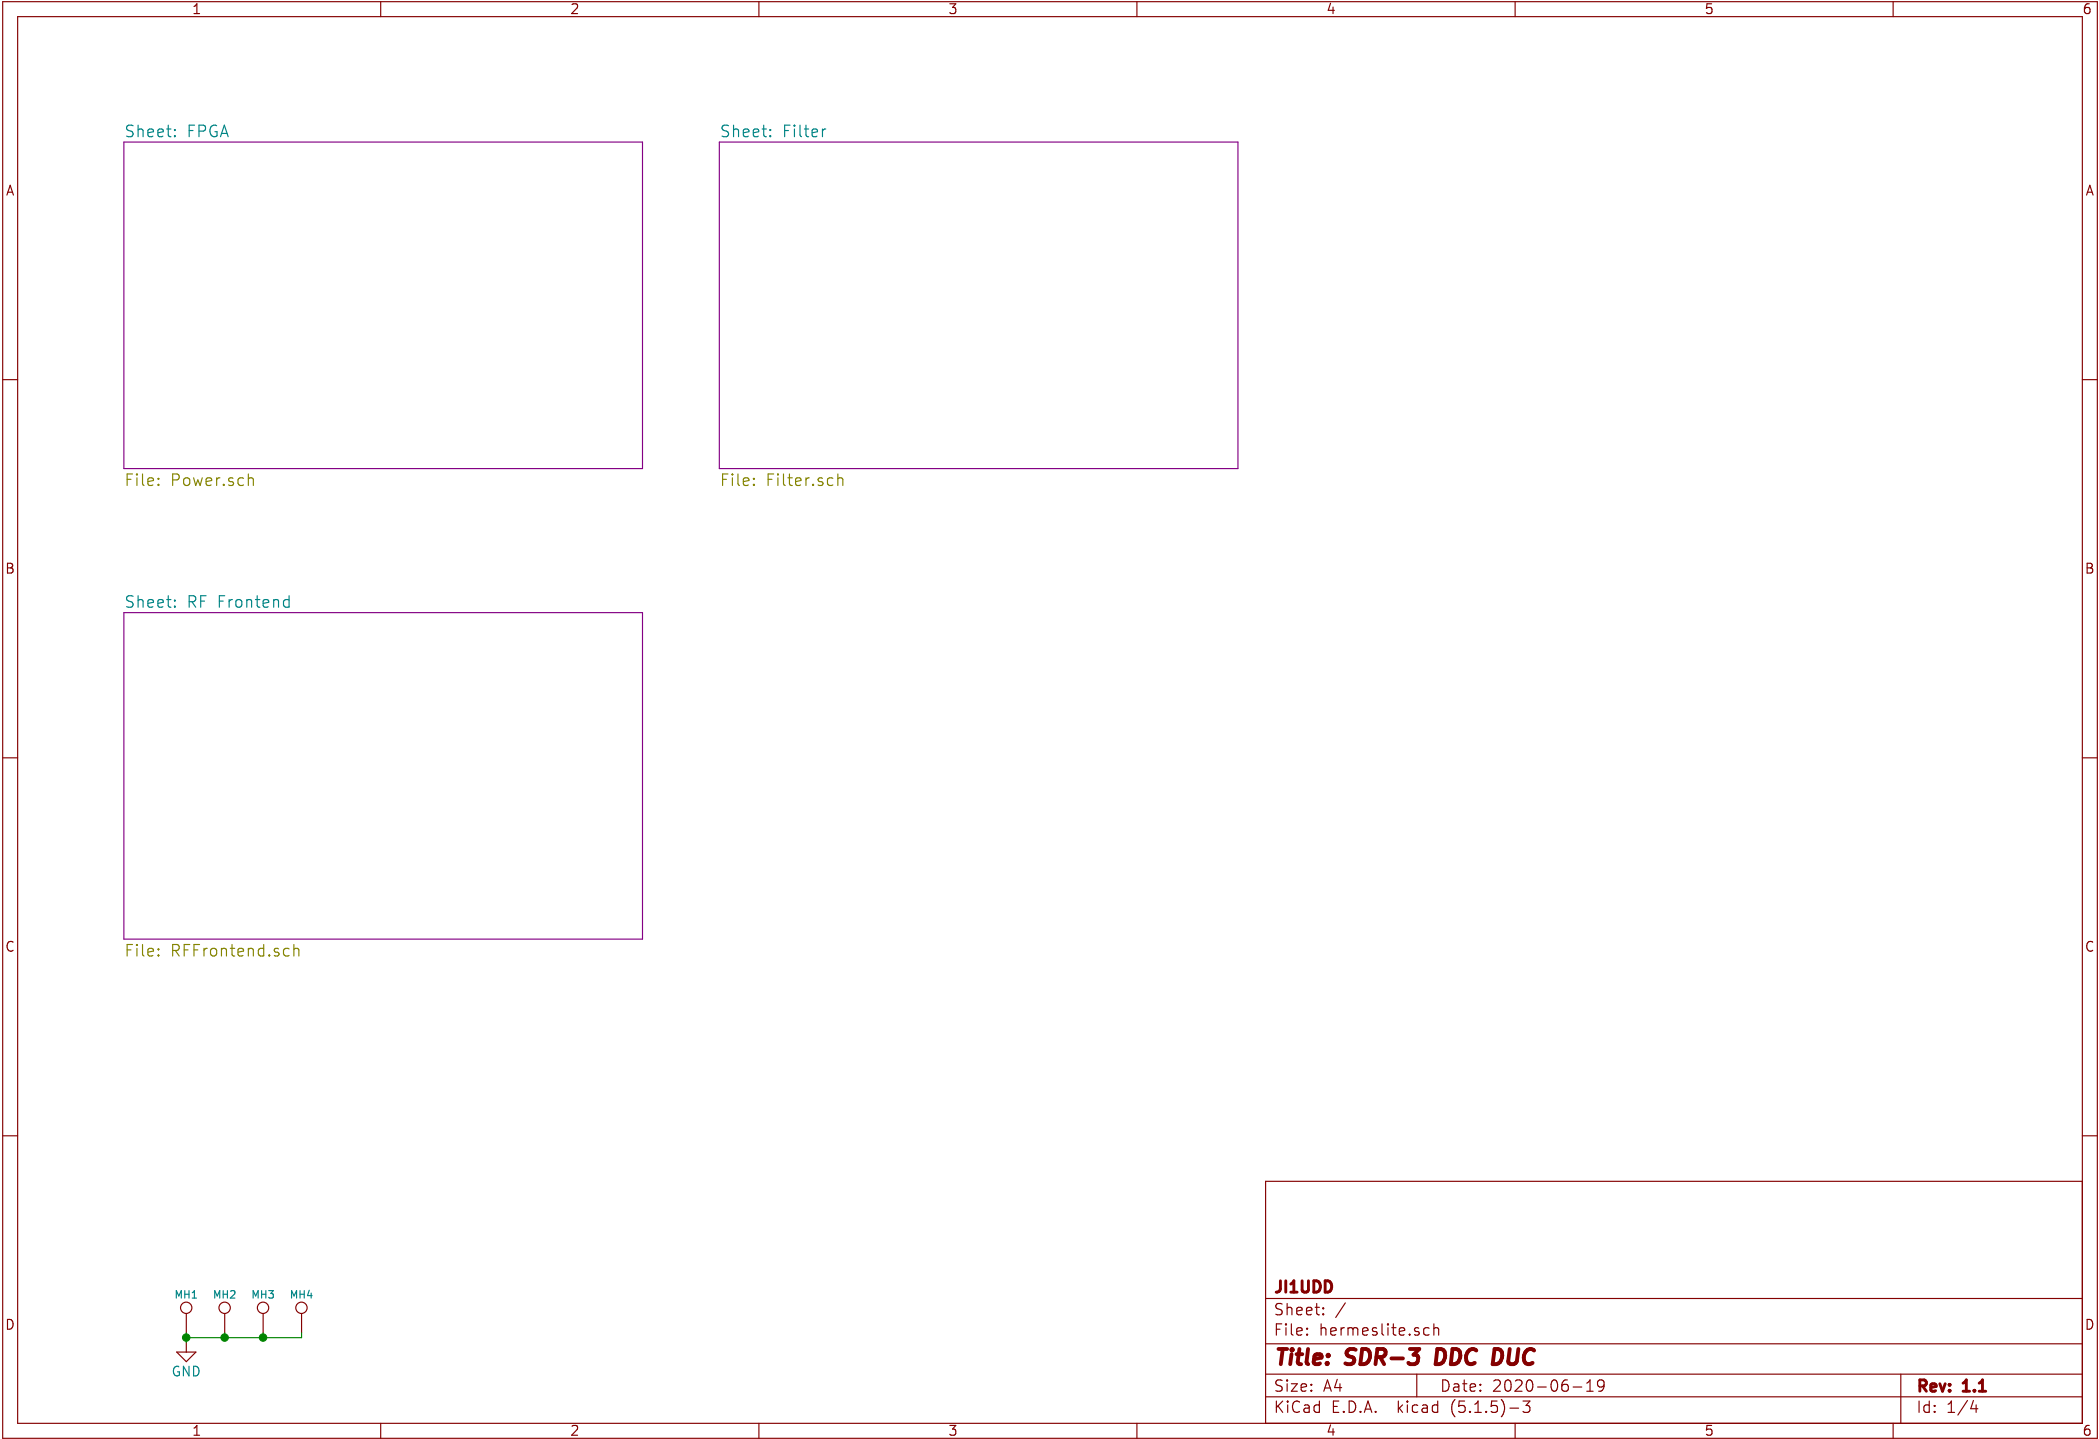 1 2 3 4 5 6
Sheet: FPGA
Sheet: Filter
A A
File: Power.sch
File: Filter.sch
B B
Sheet: RF Frontend
File: RFFrontend.sch
C C
MH1 MH2 MH3 MH4
GND
JI1UDD
Sheet: /
File: hermeslite.sch
D D
Title: SDR-3 DDC DUC
Size: A4 Date: 2020-06-19 Rev: 1.1
KiCad E.D.A. kicad (5.1.5)-3 Id: 1/4
1 2 3 4 5 6